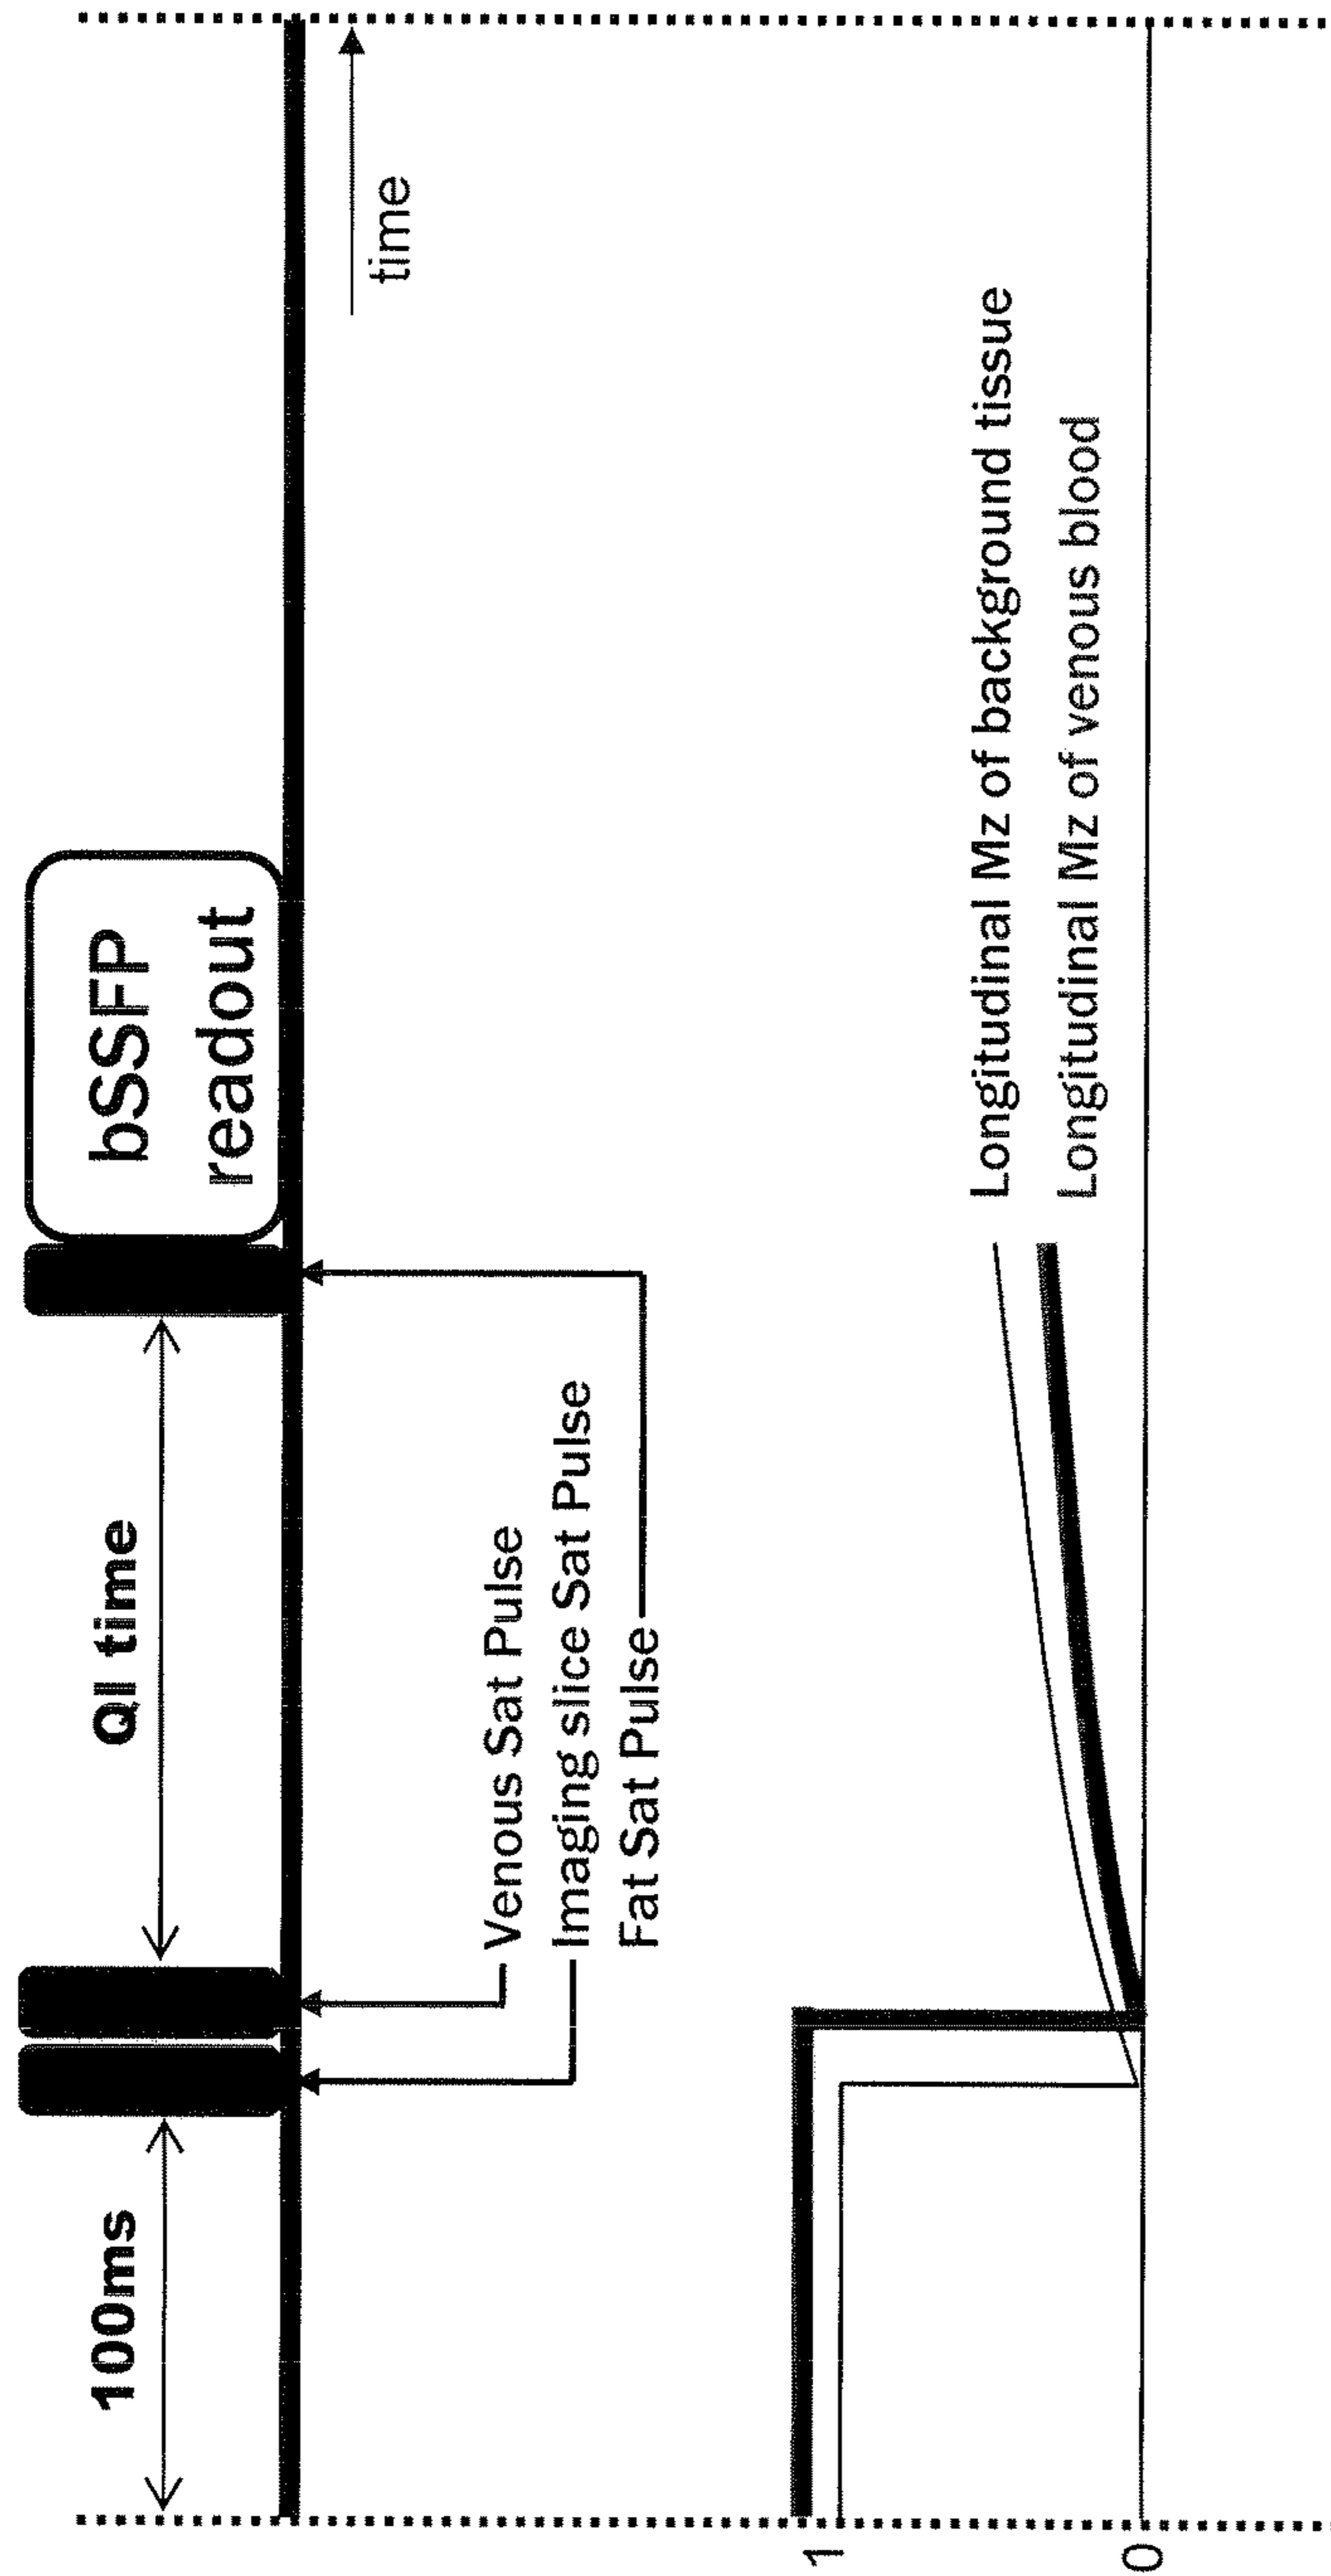 100ms
QI time
bSSFP
readout
time
Venous Sat Pulse
Imaging slice Sat Pulse
Fat Sat Pulse
1
0
Longitudinal Mz of background tissue
Longitudinal Mz of venous blood